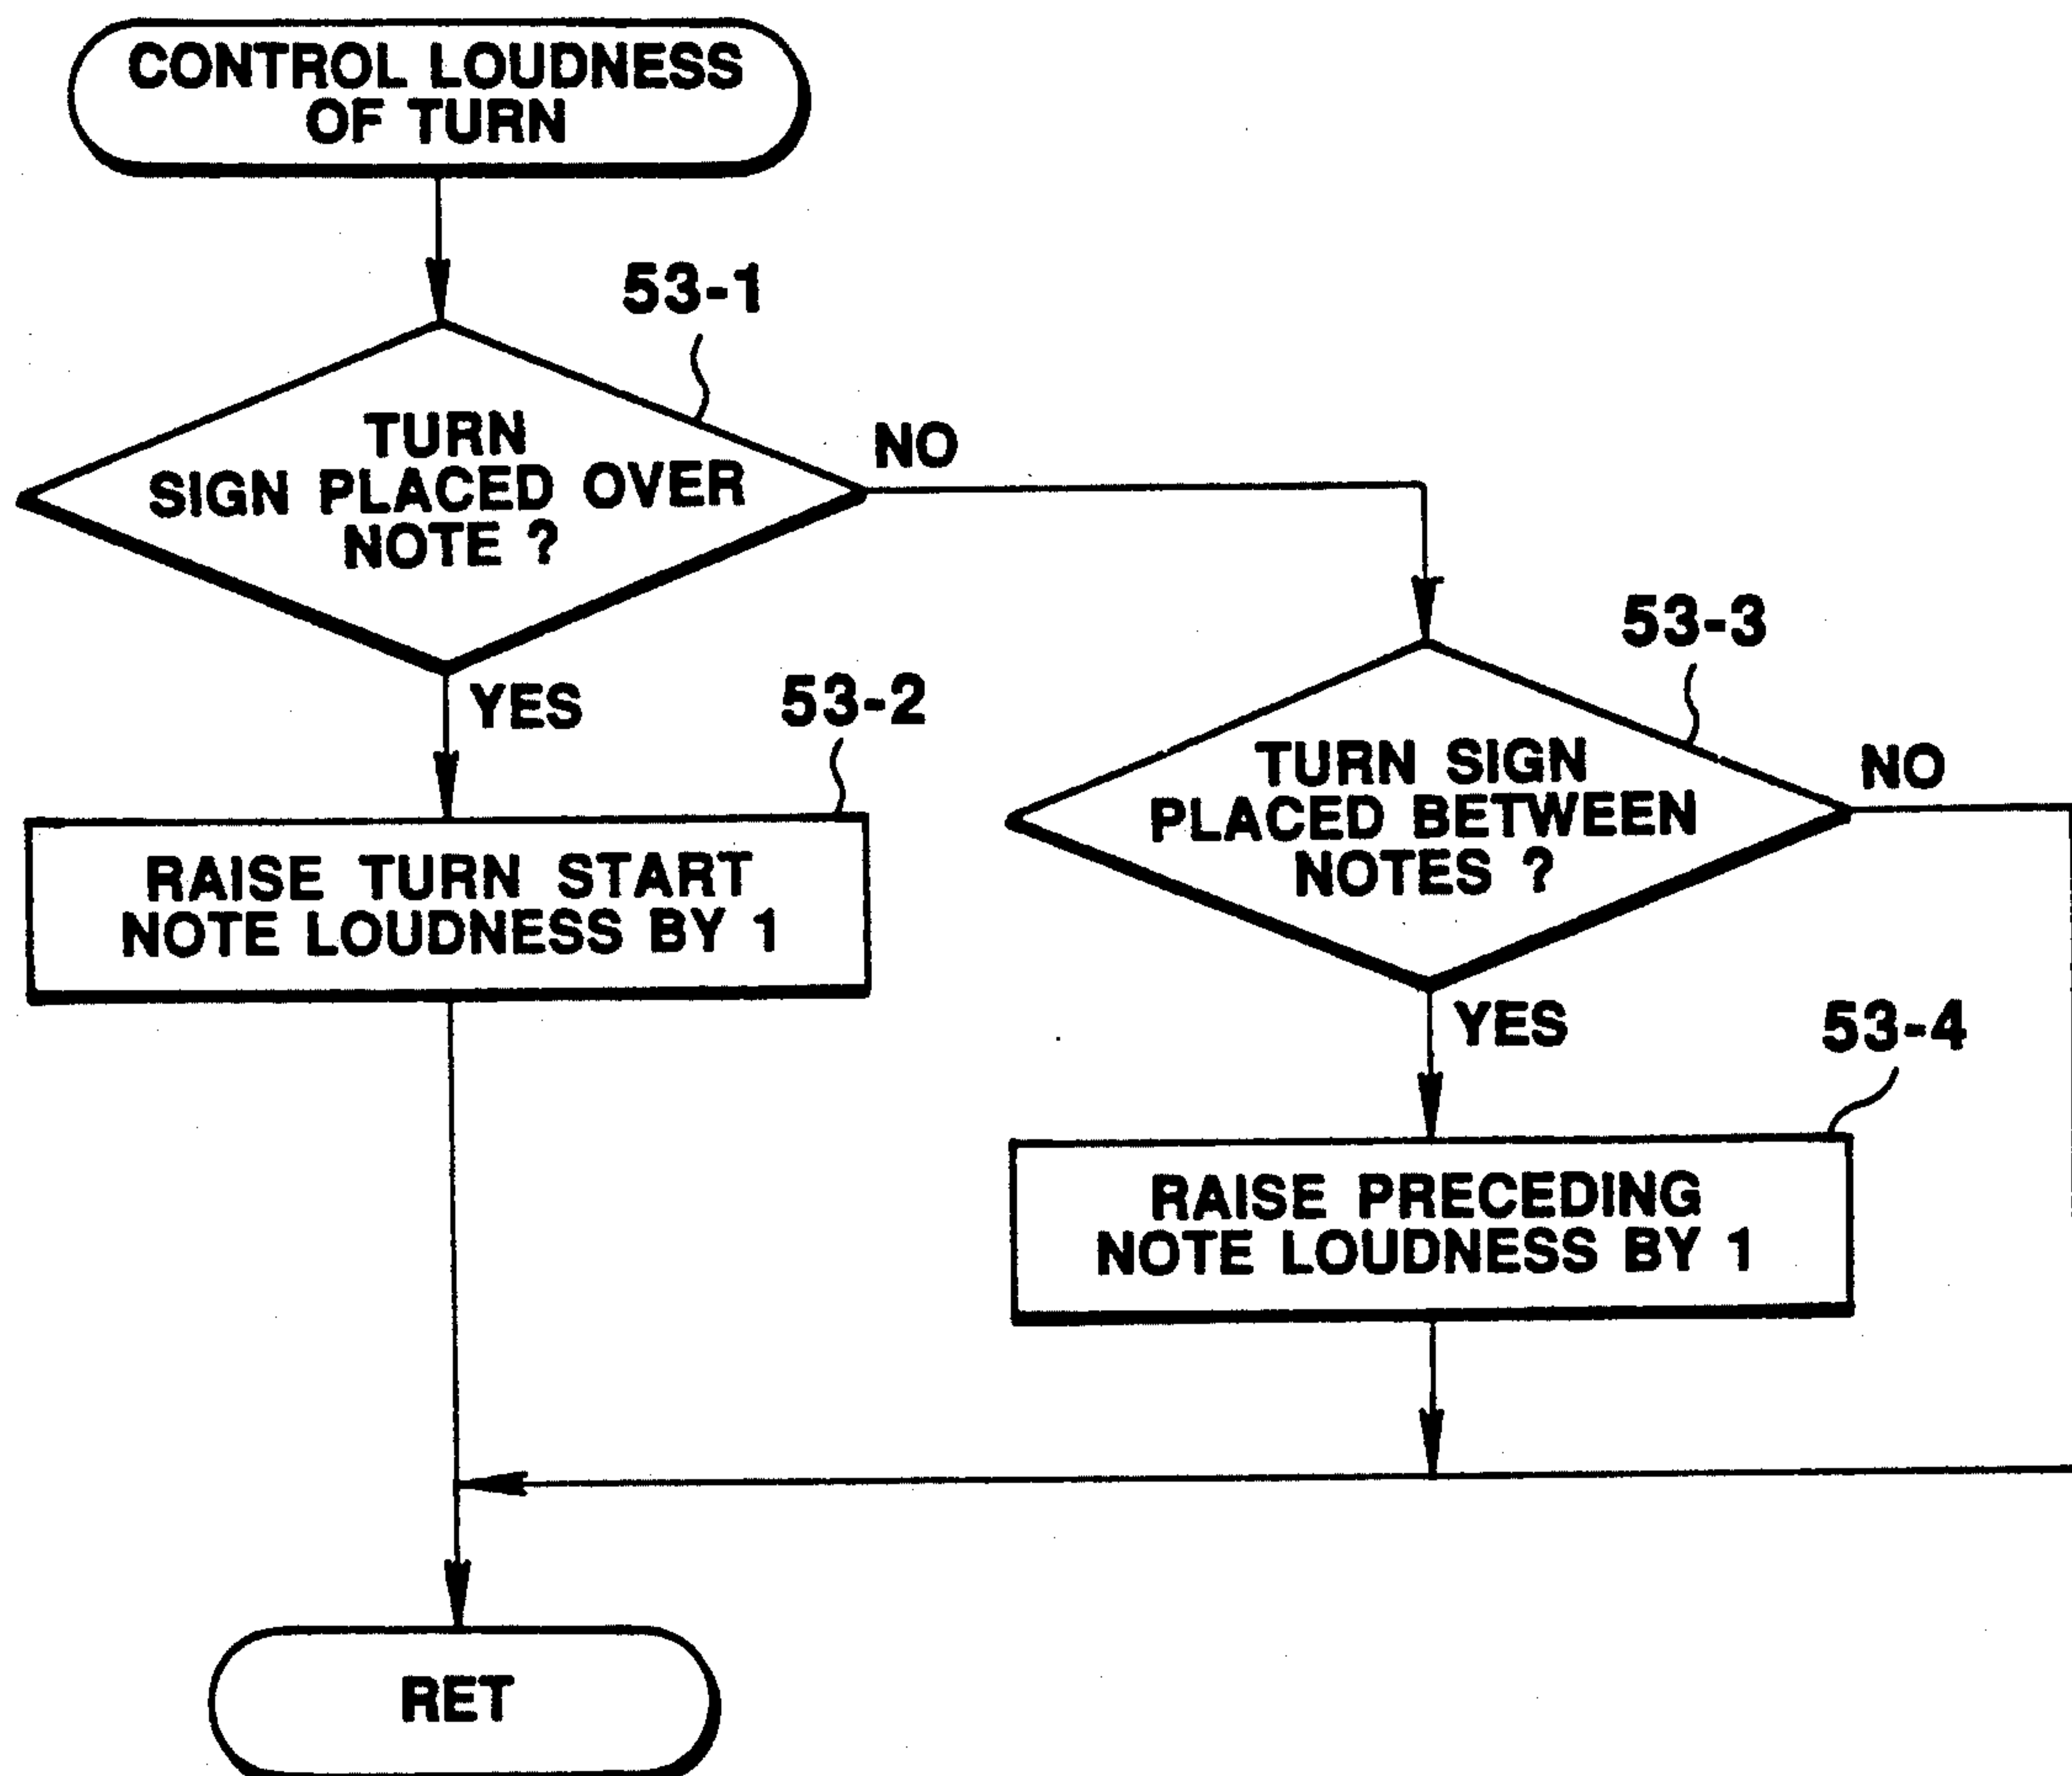 CONTROL LOUDNESS
OF TURN
53-1
TURN
SIGN PLACED OVER
NOTE ?
NO
YES
53-2
RAISE TURN START
NOTE LOUDNESS BY 1
53-3
TURN SIGN
PLACED BETWEEN
NOTES ?
NO
YES
53-4
RAISE PRECEDING
NOTE LOUDNESS BY 1
RET